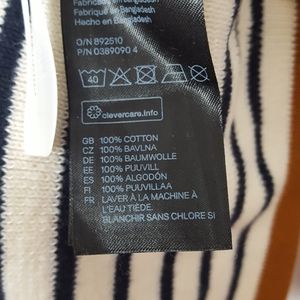 Fabriqué en Bangladesh
Hecho en Bangladesh
O/N 892510
P/N 0389090 4
40
clevercare.info
GB 100% COTTON
CZ 100% BAVLNA
DE 100% BAUMWOLLE
EE 100% PUUVILL
ES 100% ALGODÓN
FI 100% PUUVILLAA
FR LAVER À LA MACHINE À
L'EAU TIÈDE.
BLANCHIR SANS CHLORE SI